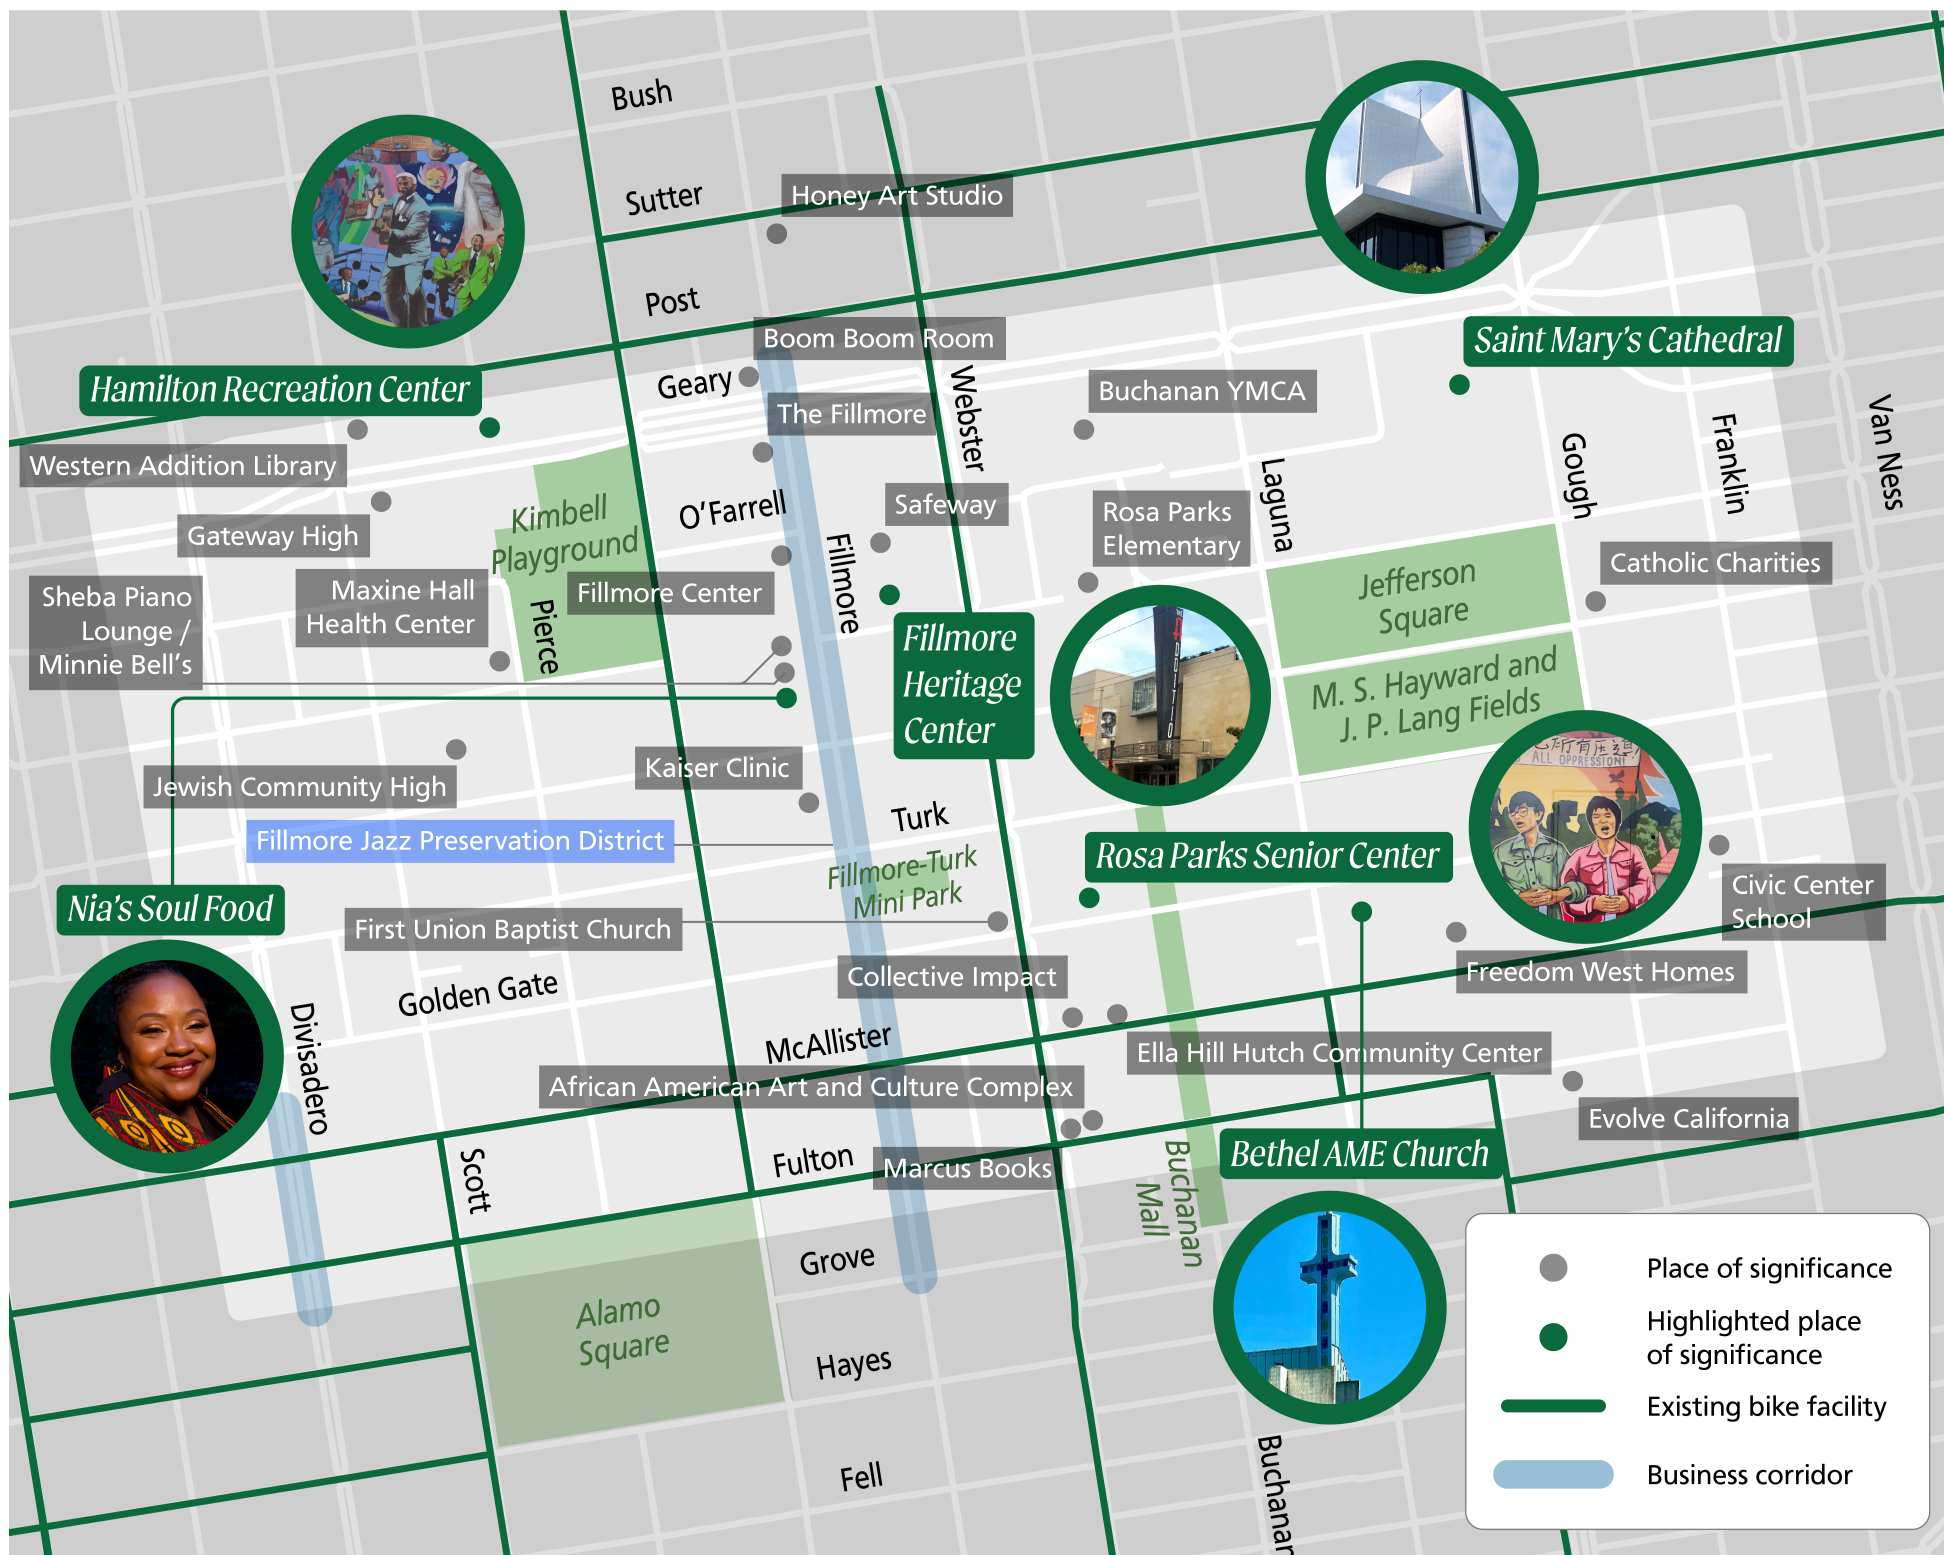 Bush
Sutter
Honey Art Studio
Post
Boom Boom Room
Saint Mary's Cathedral
Hamilton Recreation Center
Geary
The Fillmore
Webster
Buchanan YMCA
Western Addition Library
Gateway High
Kimbell
Playground
O'Farrell
Safeway
Rosa Parks
Elementary
Laguna
Gough
Franklin
Van Ness
Sheba Piano
Lounge /
Minnie Bell's
Maxine Hall
Health Center
Pierce
Fillmore Center
Fillmore
Jefferson
Square
Catholic Charities
Fillmore
Heritage
Center
M. S. Hayward and
J. P. Lang Fields
ALL OPPRESSION!
Jewish Community High
Kaiser Clinic
Turk
Fillmore Jazz Preservation District
Fillmore-Turk
Mini Park
Rosa Parks Senior Center
Civic Center
School
Nia's Soul Food
First Union Baptist Church
Collective Impact
Freedom West Homes
Golden Gate
Divisadero
McAllister
Ella Hill Hutch Community Center
African American Art and Culture Complex
Evolve California
Scott
Fulton
Marcus Books
Buchanan
Mall
Bethel AME Church
Grove
Alamo
Square
Hayes
Fell
Buchanan
Place of significance
Highlighted place
of significance
Existing bike facility
Business corridor